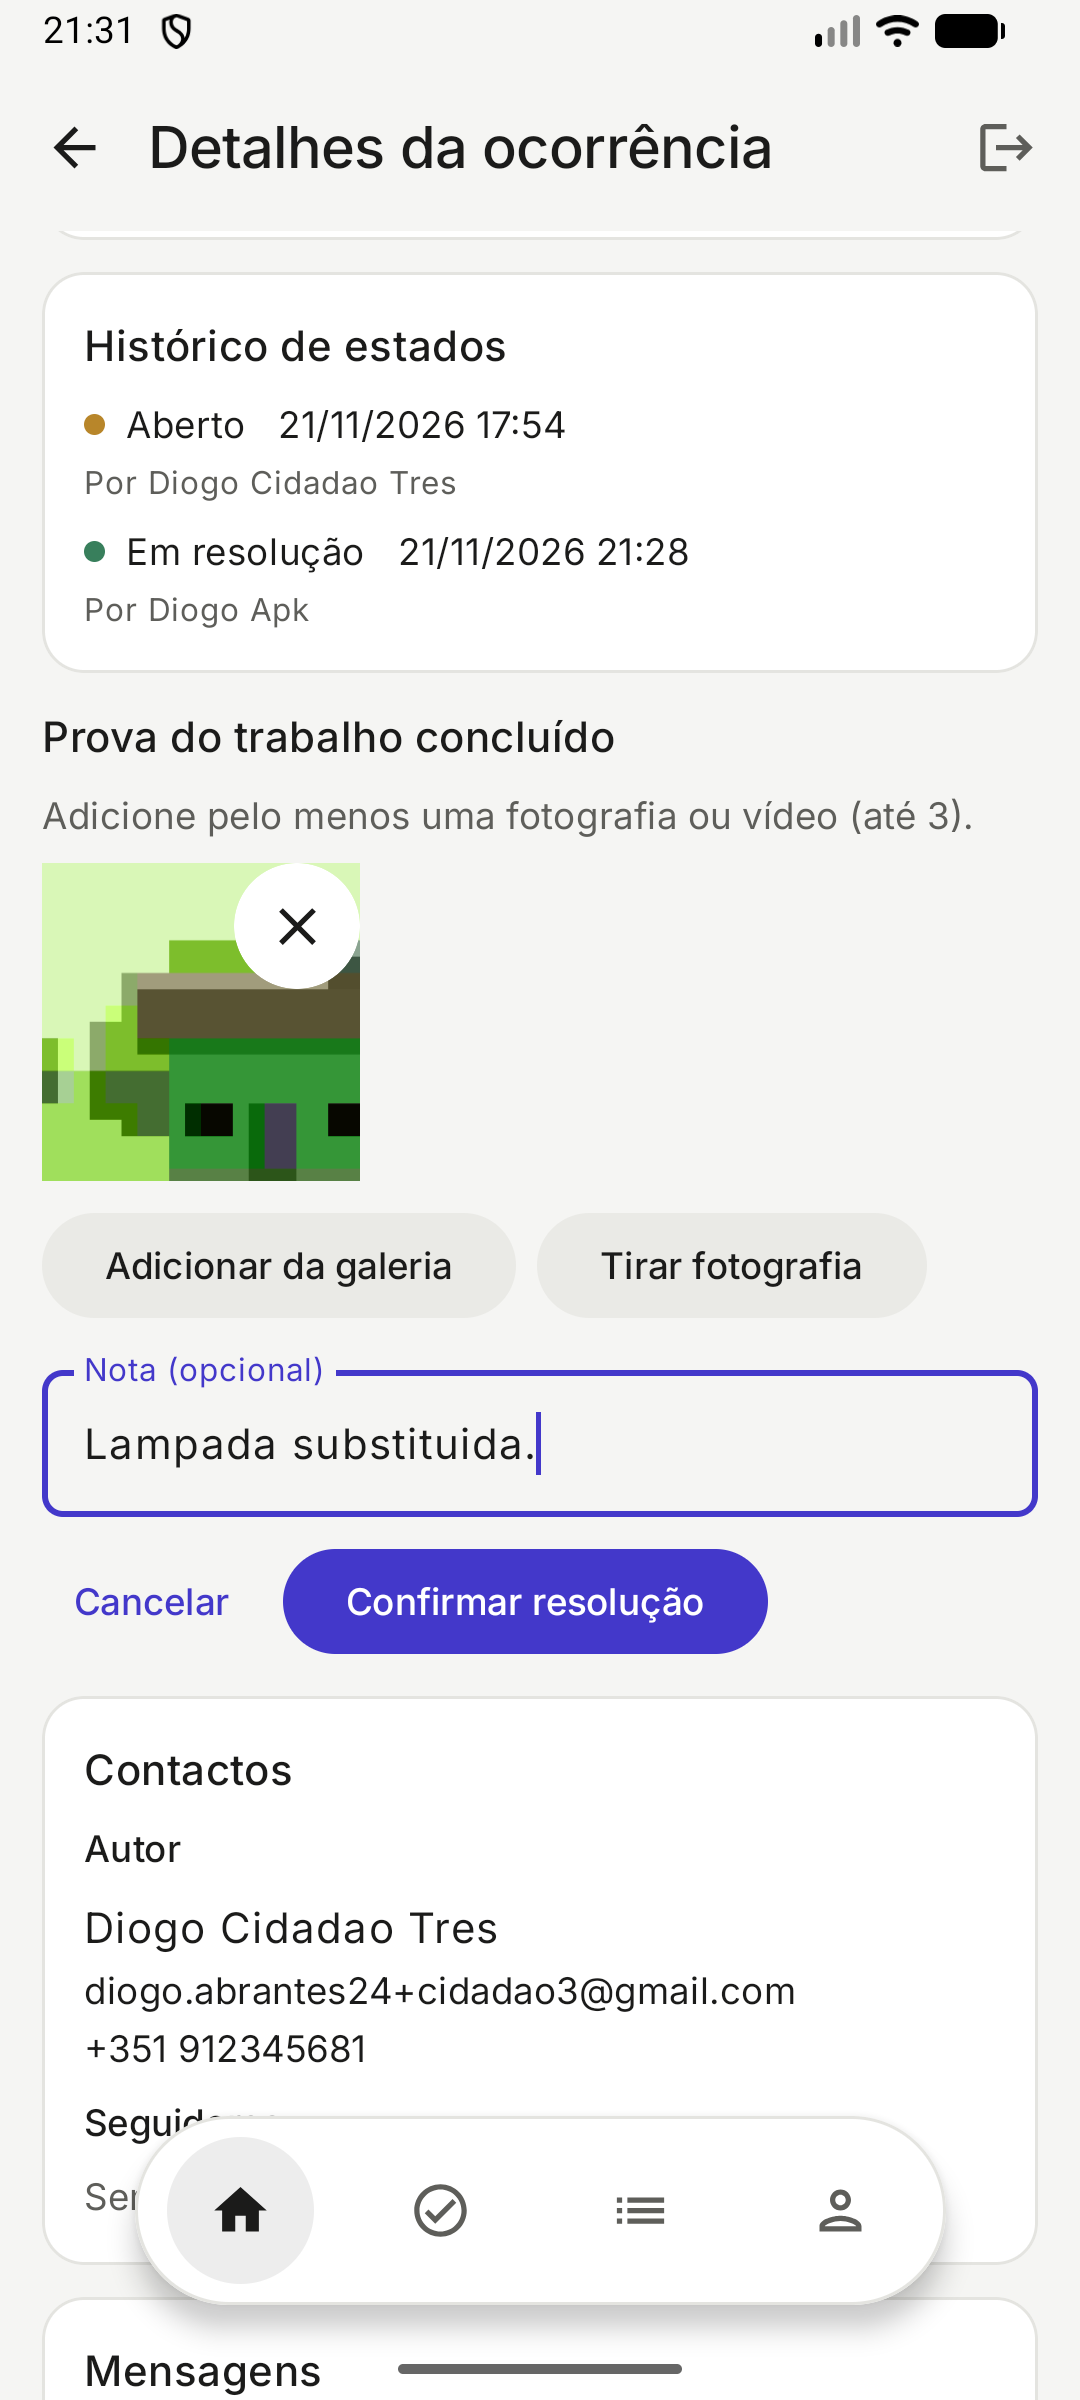 21:31
Detalhes da ocorrência
Histórico de estados
Aberto 21/11/2026 17:54
Por Diogo Cidadao Tres
Em resolução 21/11/2026 21:28
Por Diogo Apk
Prova do trabalho concluído
Adicione pelo menos uma fotografia ou vídeo (até 3).
Adicionar da galeria Tirar fotografia
Nota (opcional)
Lampada substituida.
Cancelar Confirmar resolução
Contactos
Autor
Diogo Cidadao Tres
diogo.abrantes24+cidadao3@gmail.com
+351 912345681
Mensagens